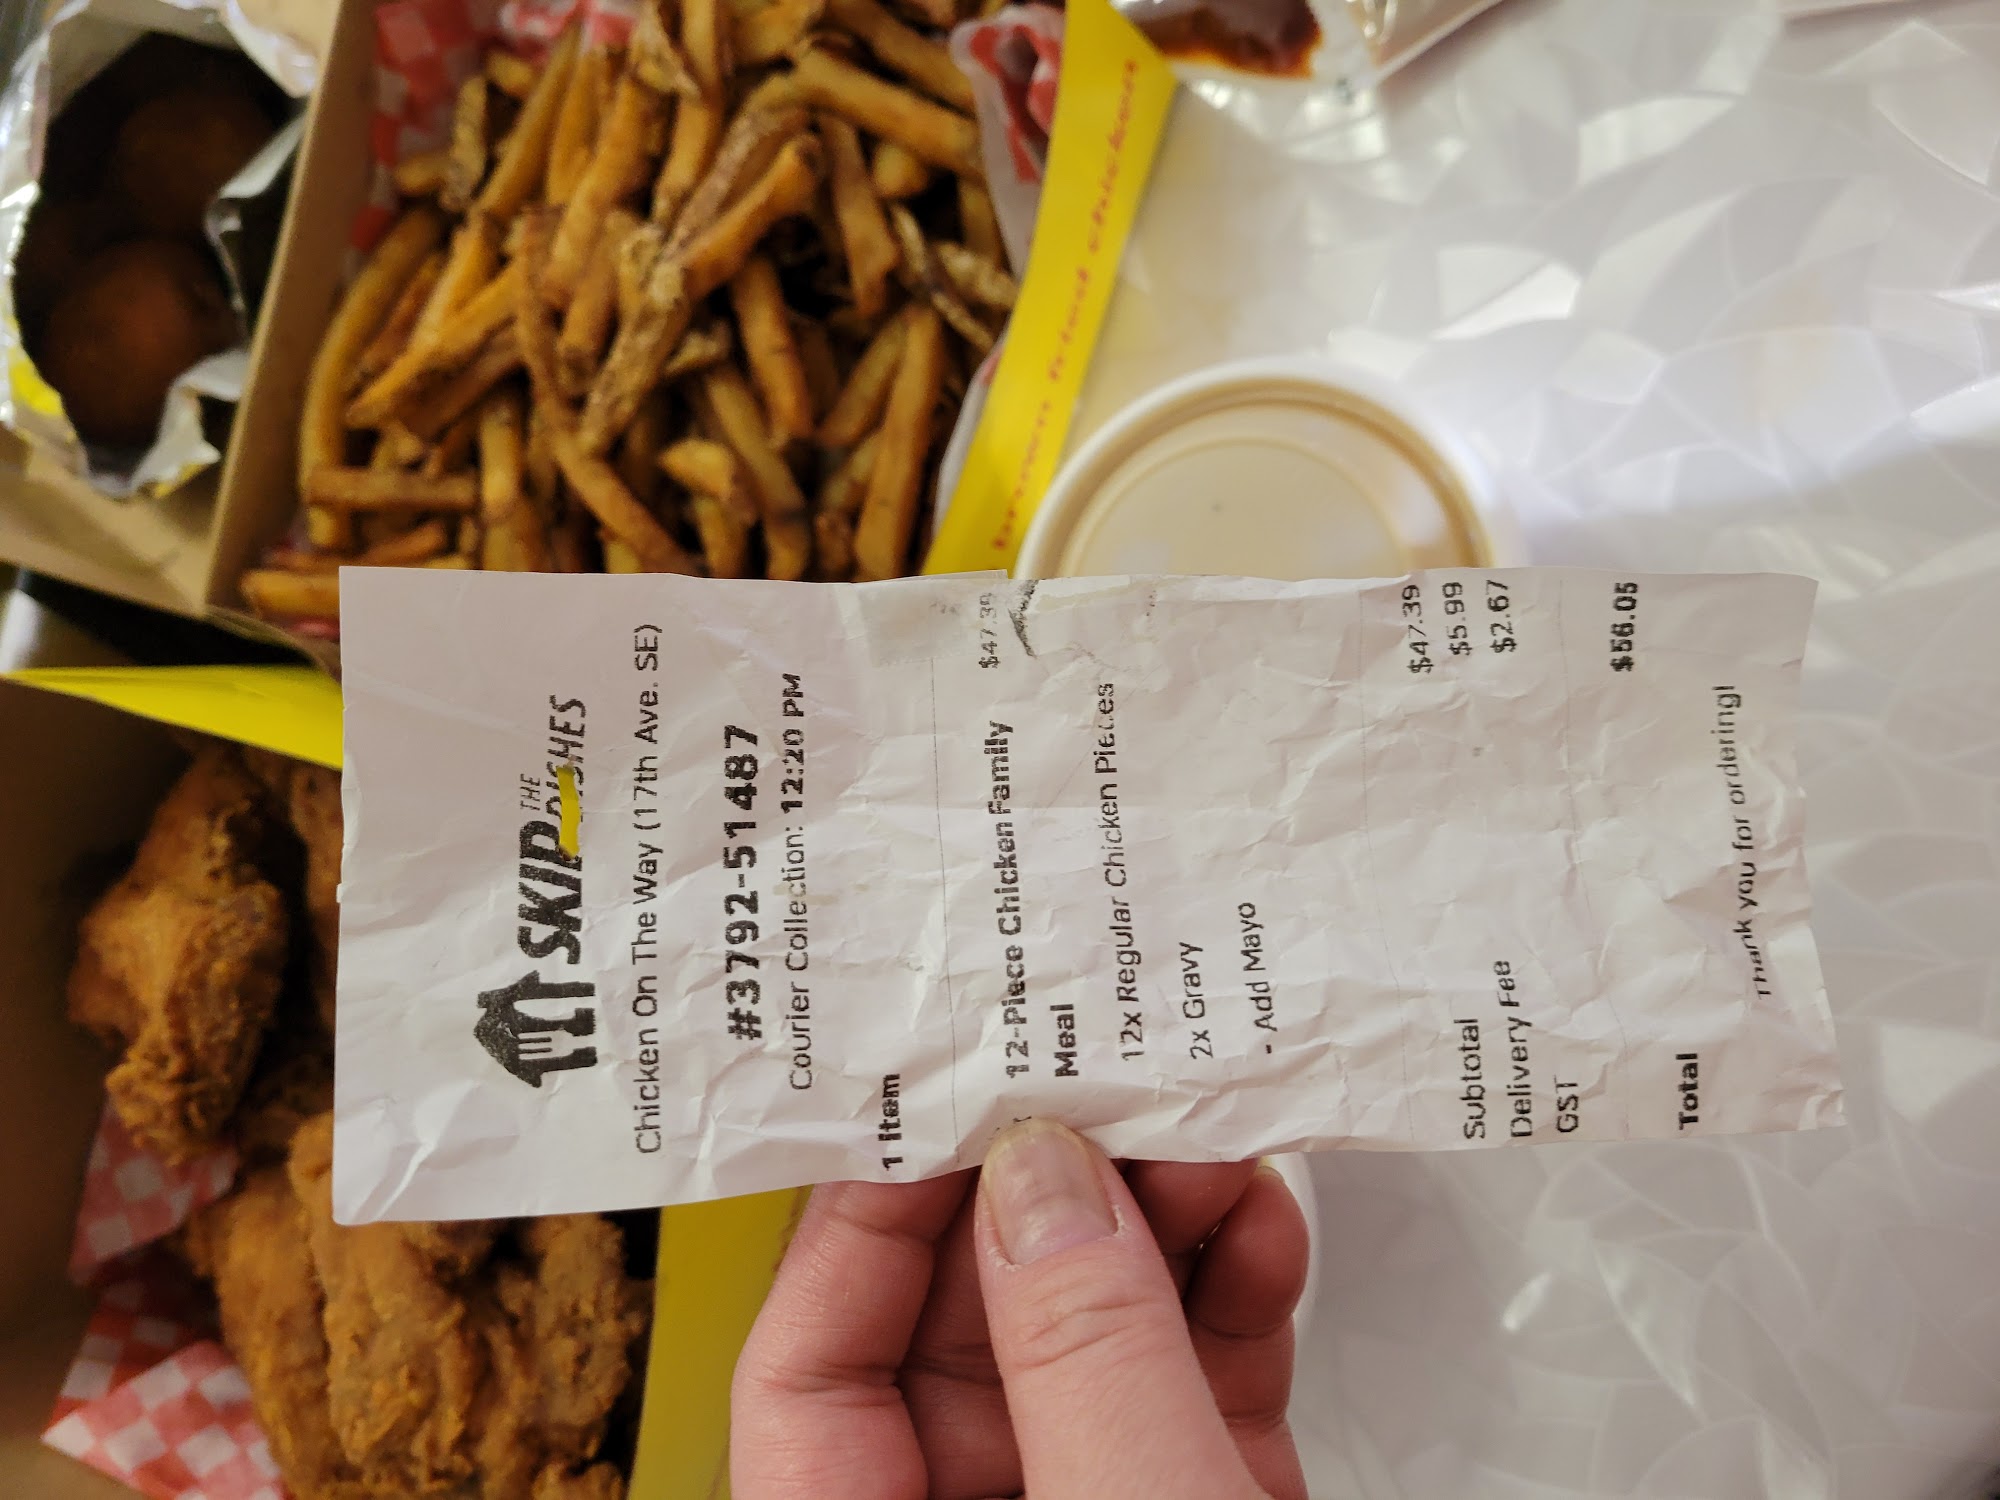 SKIP THE DISHES
Chicken On The Way (17th Ave. SE)
#3792-51487
Courier Collection: 12:20 PM
1 item
12-Piece Chicken Family $47.39
Meal
12x Regular Chicken Pieces
2x Gravy
- Add Mayo
Subtotal $47.39
Delivery Fee $5.99
GST $2.67
Total $56.05
Thank you for ordering!
fried chicken